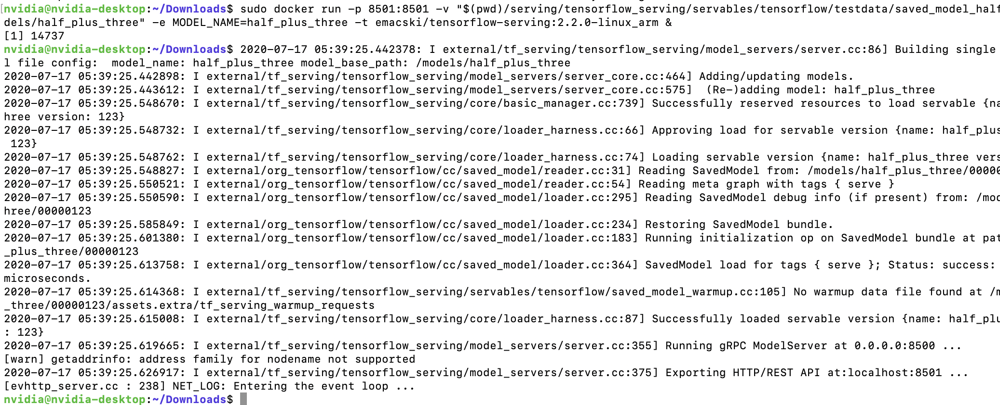 nvidia@nvidia-desktop:~/Downloads$ sudo docker run -p 8501:8501 -v "$(pwd)/serving/tensorflow_serving/servables/tensorflow/testdata/saved_model_half
dels/half_plus_three" -e MODEL_NAME=half_plus_three -t emacski/tensorflow-serving:2.2.0-linux_arm &
[1] 14737
nvidia@nvidia-desktop:~/Downloads$ 2020-07-17 05:39:25.442378: I external/tf_serving/tensorflow_serving/model_servers/server.cc:86] Building single
l file config:  model_name: half_plus_three model_base_path: /models/half_plus_three
2020-07-17 05:39:25.442898: I external/tf_serving/tensorflow_serving/model_servers/server_core.cc:464] Adding/updating models.
2020-07-17 05:39:25.443612: I external/tf_serving/tensorflow_serving/model_servers/server_core.cc:575]  (Re-)adding model: half_plus_three
2020-07-17 05:39:25.548670: I external/tf_serving/tensorflow_serving/core/basic_manager.cc:739] Successfully reserved resources to load servable {na
hree version: 123}
2020-07-17 05:39:25.548732: I external/tf_serving/tensorflow_serving/core/loader_harness.cc:66] Approving load for servable version {name: half_plus
 123}
2020-07-17 05:39:25.548762: I external/tf_serving/tensorflow_serving/core/loader_harness.cc:74] Loading servable version {name: half_plus_three vers
2020-07-17 05:39:25.548827: I external/org_tensorflow/tensorflow/cc/saved_model/reader.cc:31] Reading SavedModel from: /models/half_plus_three/00000
2020-07-17 05:39:25.550521: I external/org_tensorflow/tensorflow/cc/saved_model/reader.cc:54] Reading meta graph with tags { serve }
2020-07-17 05:39:25.550590: I external/org_tensorflow/tensorflow/cc/saved_model/loader.cc:295] Reading SavedModel debug info (if present) from: /mod
hree/00000123
2020-07-17 05:39:25.585849: I external/org_tensorflow/tensorflow/cc/saved_model/loader.cc:234] Restoring SavedModel bundle.
2020-07-17 05:39:25.601380: I external/org_tensorflow/tensorflow/cc/saved_model/loader.cc:183] Running initialization op on SavedModel bundle at pat
_plus_three/00000123
2020-07-17 05:39:25.613758: I external/org_tensorflow/tensorflow/cc/saved_model/loader.cc:364] SavedModel load for tags { serve }; Status: success:
microseconds.
2020-07-17 05:39:25.614368: I external/tf_serving/tensorflow_serving/servables/tensorflow/saved_model_warmup.cc:105] No warmup data file found at /m
_three/00000123/assets.extra/tf_serving_warmup_requests
2020-07-17 05:39:25.615008: I external/tf_serving/tensorflow_serving/core/loader_harness.cc:87] Successfully loaded servable version {name: half_plu
: 123}
2020-07-17 05:39:25.619665: I external/tf_serving/tensorflow_serving/model_servers/server.cc:355] Running gRPC ModelServer at 0.0.0.0:8500 ...
[warn] getaddrinfo: address family for nodename not supported
2020-07-17 05:39:25.626917: I external/tf_serving/tensorflow_serving/model_servers/server.cc:375] Exporting HTTP/REST API at:localhost:8501 ...
[evhttp_server.cc : 238] NET_LOG: Entering the event loop ...
nvidia@nvidia-desktop:~/Downloads$